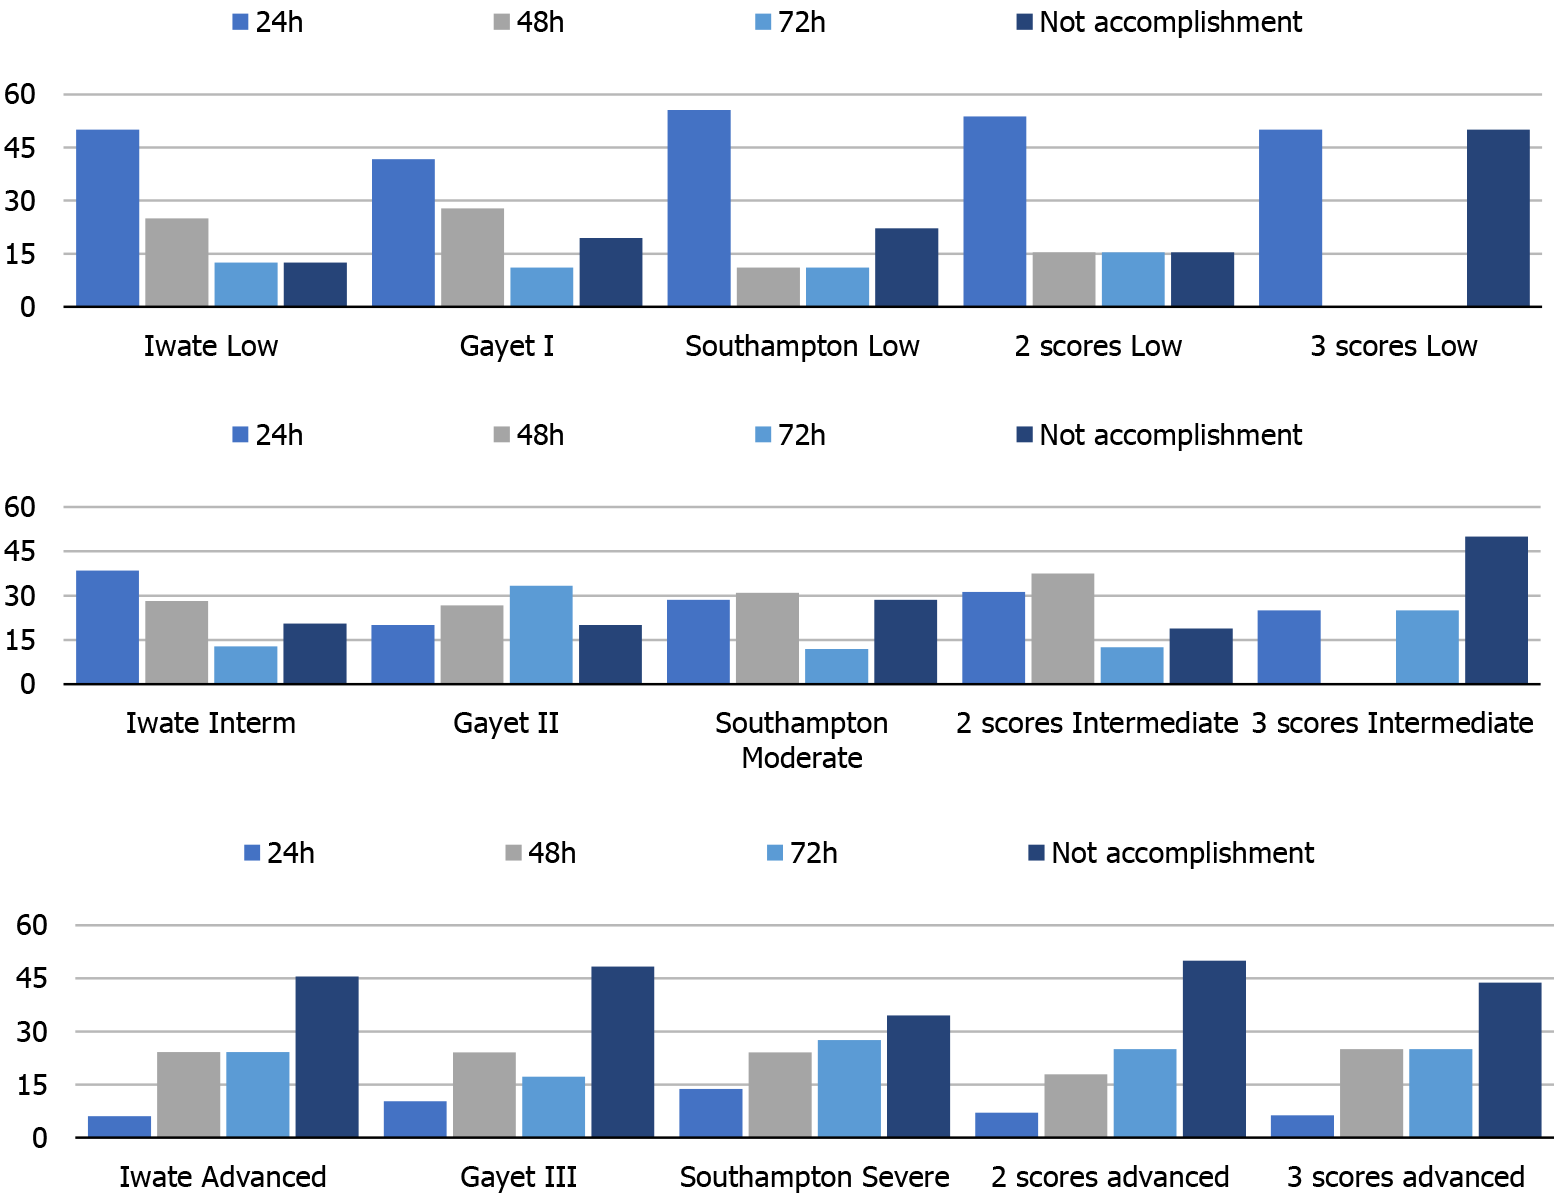 24h 48h 72h Not accomplishment
60
45
30
15
0
Iwate Low Gayet I Southampton Low 2 scores Low 3 scores Low
24h 48h 72h Not accomplishment
60
45
30
15
0
Iwate Interm Gayet II Southampton 2 scores Intermediate 3 scores Intermediate
Moderate
24h 48h 72h Not accomplishment
60
45
30
15
0
Iwate Advanced Gayet III Southampton Severe 2 scores advanced 3 scores advanced